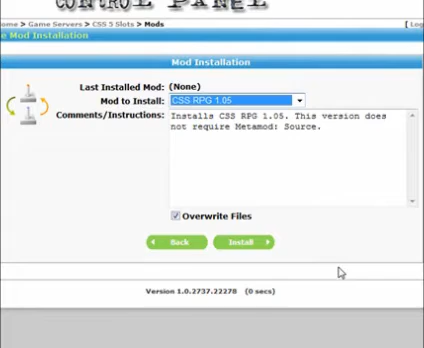 CONTROL PANEL
ome > Game Servers > CSS 5 Slots > Mods
[ Log
e Mod Installation
Mod Installation
Last Installed Mod: (None)
Mod to Install: CSS RPG 1.05
Comments/Instructions: Installs CSS RPG 1.05. This version does
not require Metamod: Source.
Overwrite Files
Back Install
Version 1.0.2737.22278 (0 secs)